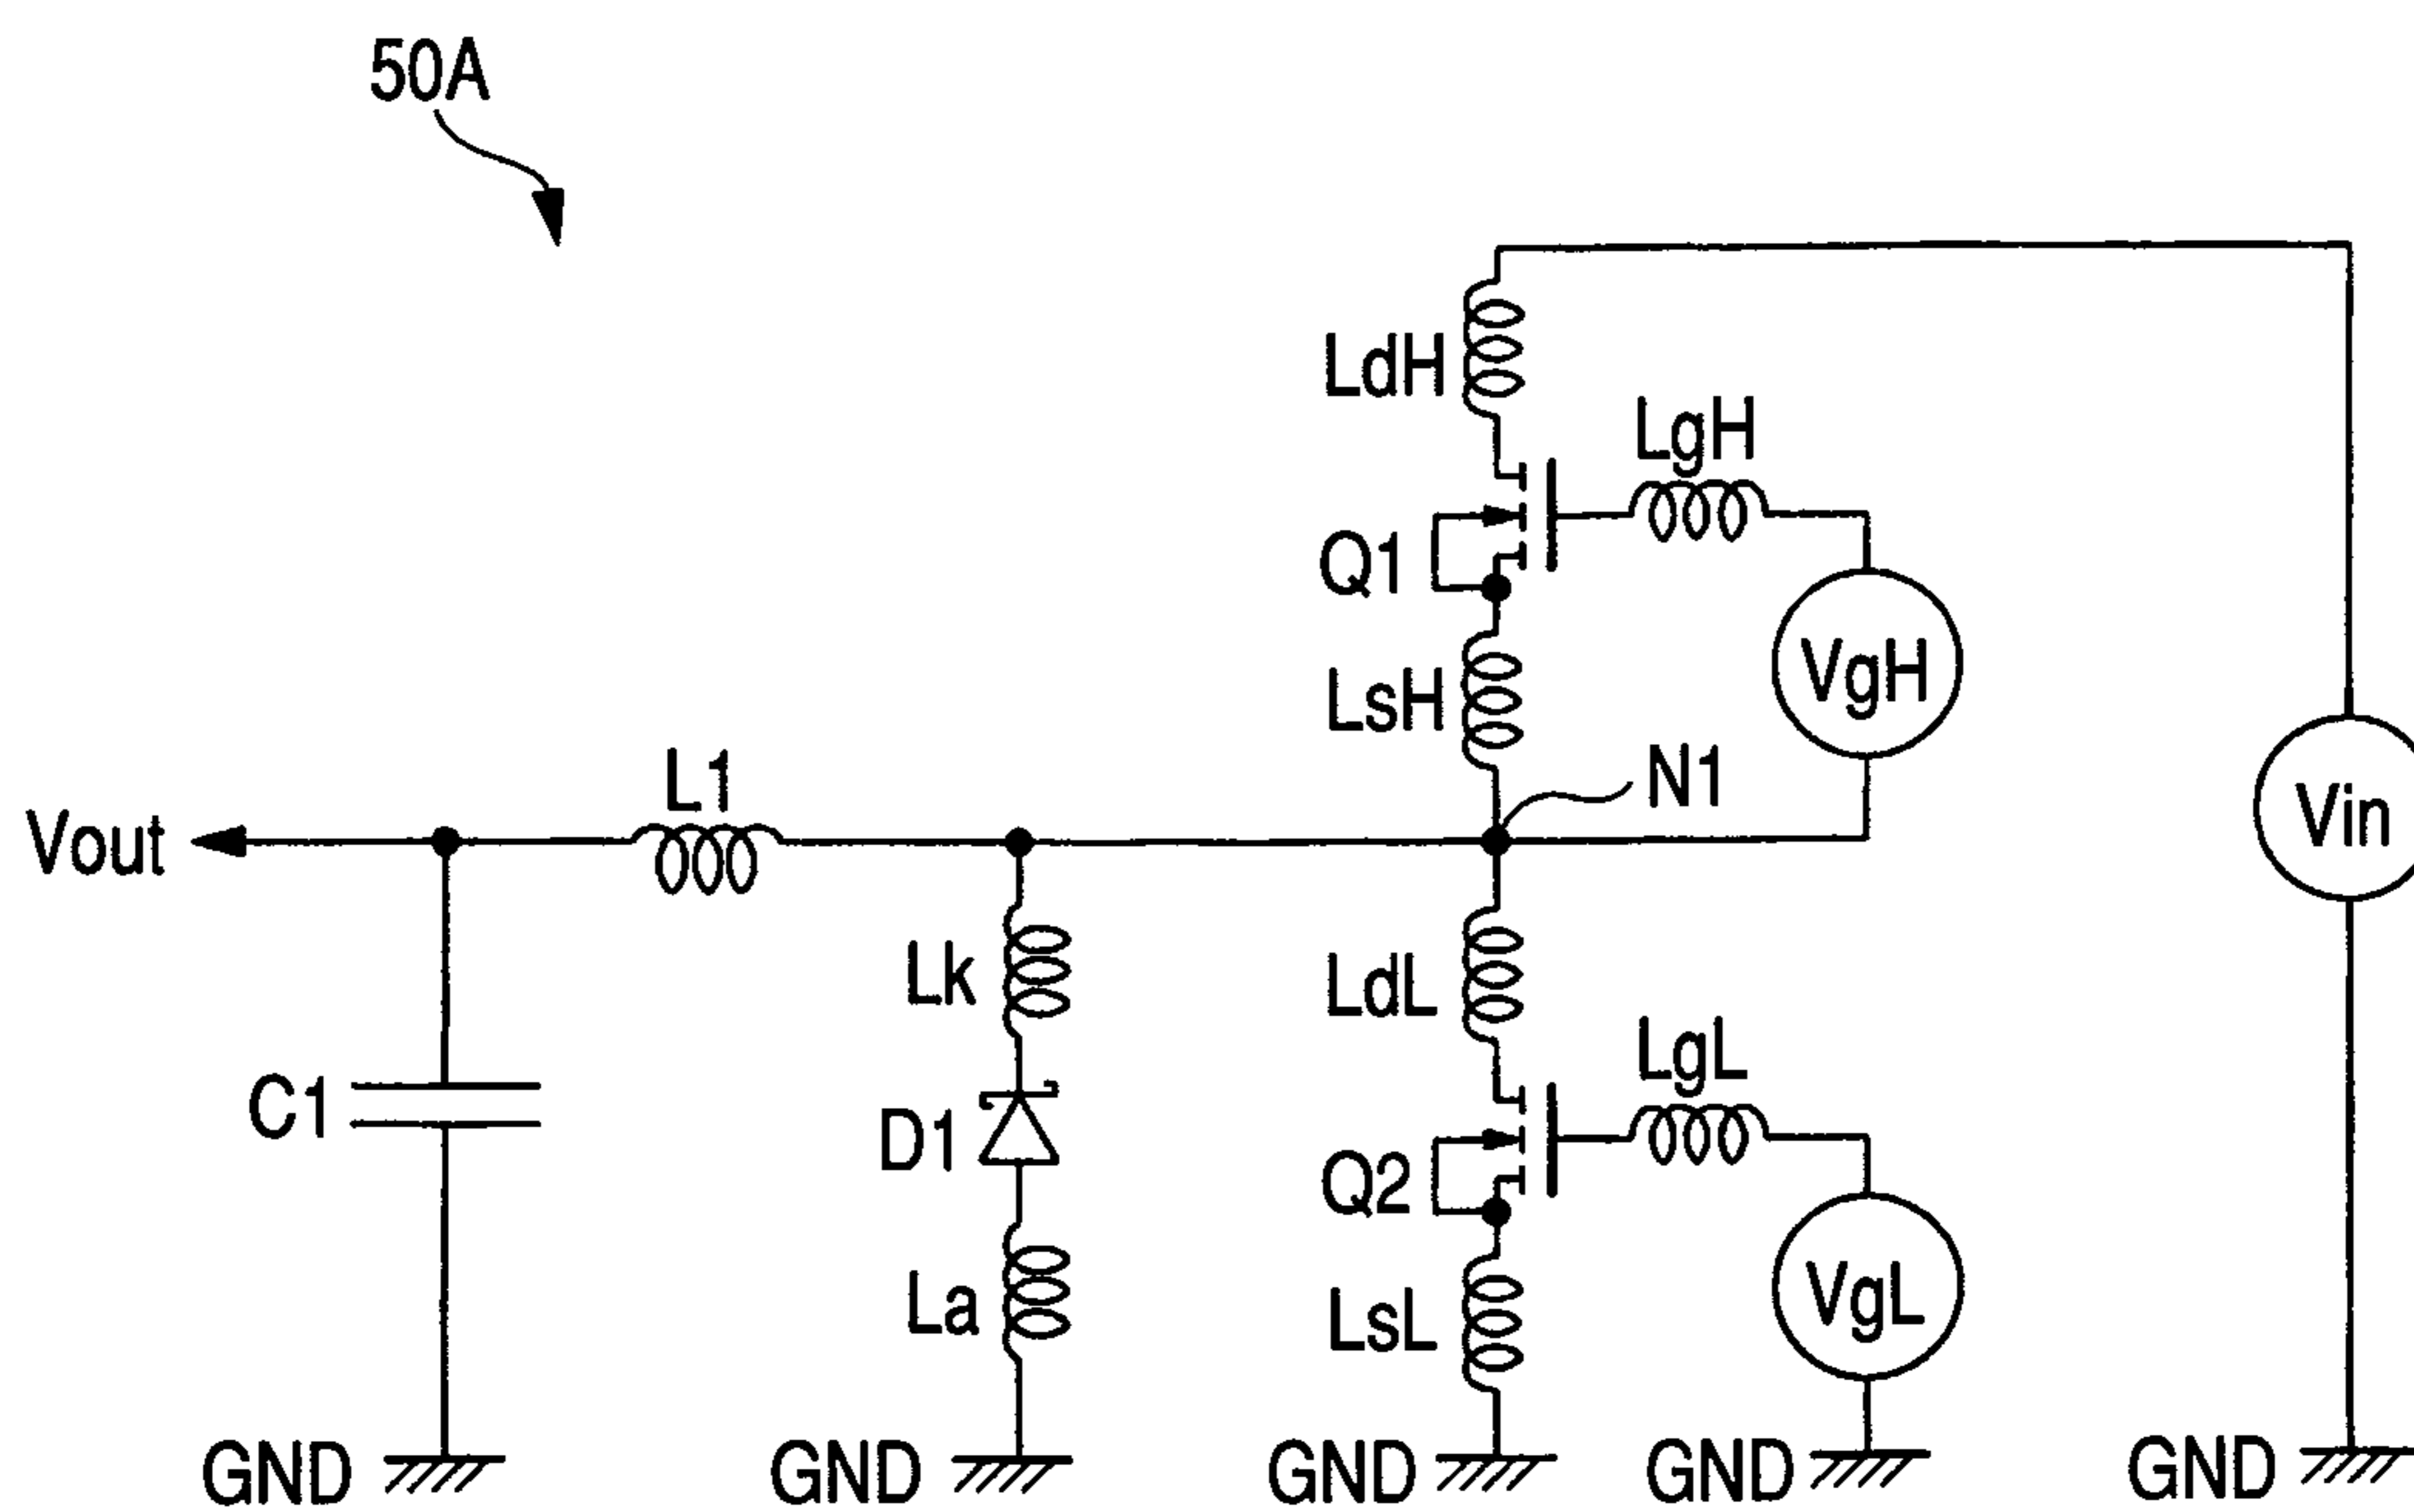 50A
LdH
LgH
Q1
VgH
LsH
N1
L1
Vin
Vout
Lk
LdL
LgL
C1
D1
Q2
VgL
La
LsL
GND
GND
GND
GND
GND